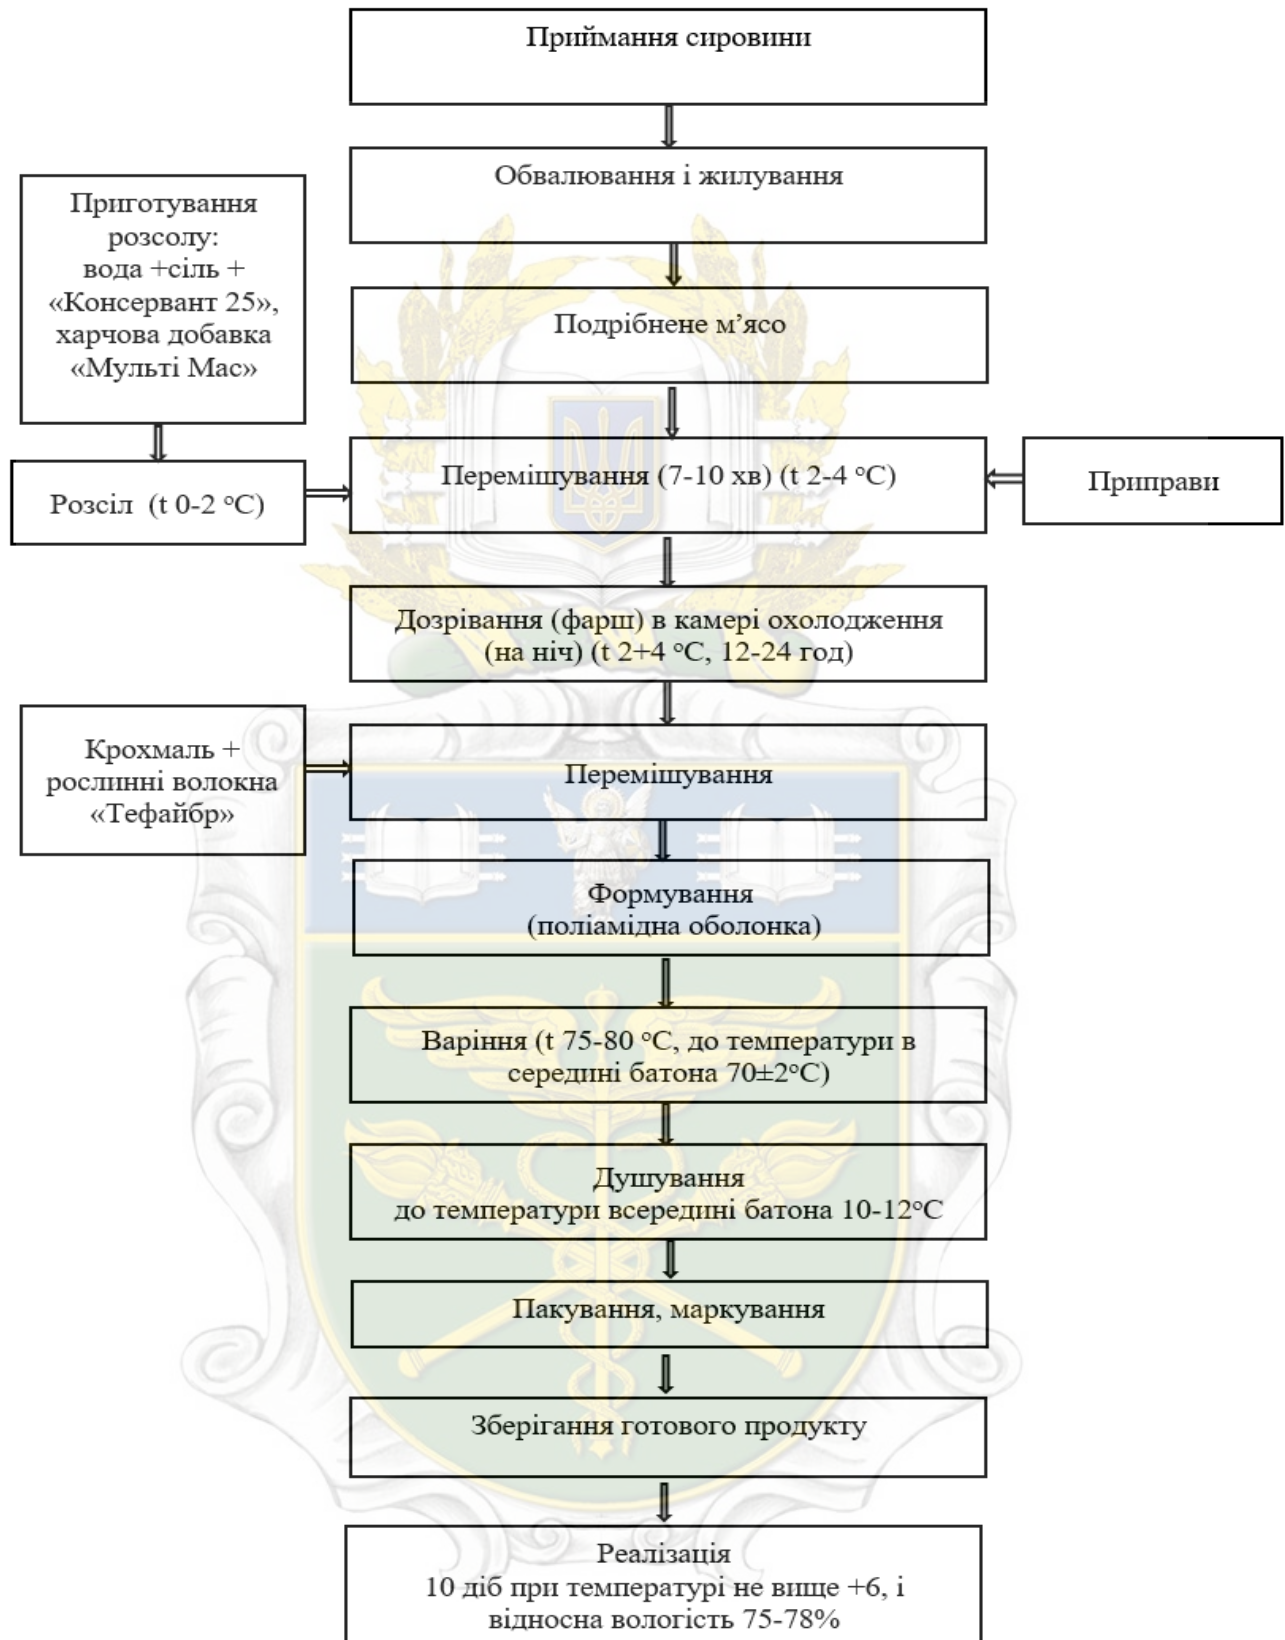 Приймання сировини
Обвалювання і жилування
Приготування
розсолу:
вода +сіль +
«Консервант 25»,
харчова добавка
«Мульті Мас»
Подрібнене м’ясо
Розсіл (t 0-2 °С)
Перемішування (7-10 хв) (t 2-4 °С)
Приправи
Дозрівання (фарш) в камері охолодження
(на ніч) (t 2+4 °С, 12-24 год)
Крохмаль +
рослинні волокна
«Тефайбр»
Перемішування
Формування
(поліамідна оболонка)
Варіння (t 75-80 °С, до температури в
середині батона 70±2°С)
Душування
до температури всередині батона 10-12°С
Пакування, маркування
Зберігання готового продукту
Реалізація
10 діб при температурі не вище +6, і
відносна вологість 75-78%